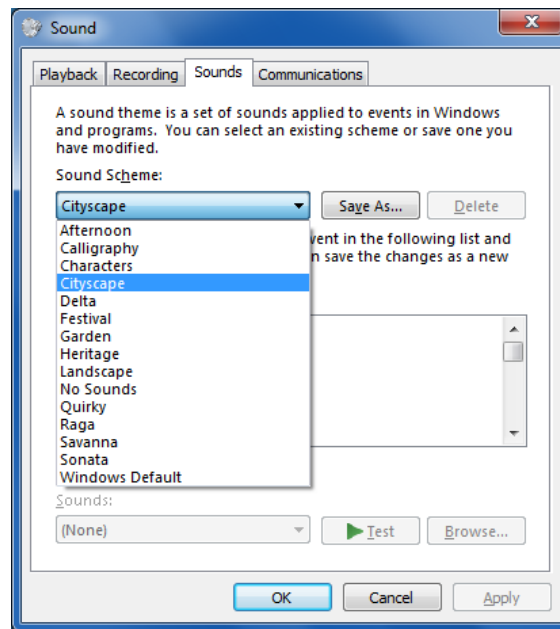 Sound
Playback Recording Sounds Communications
A sound theme is a set of sounds applied to events in Windows
and programs. You can select an existing scheme or save one you
have modified.
Sound Scheme:
Cityscape Save As... Delete
Afternoon
Calligraphy
Characters
Cityscape
Delta
Festival
Garden
Heritage
Landscape
No Sounds
Quirky
Raga
Savanna
Sonata
Windows Default
in the following list and
save the changes as a new
Sounds:
(None) Test Browse...
OK Cancel Apply